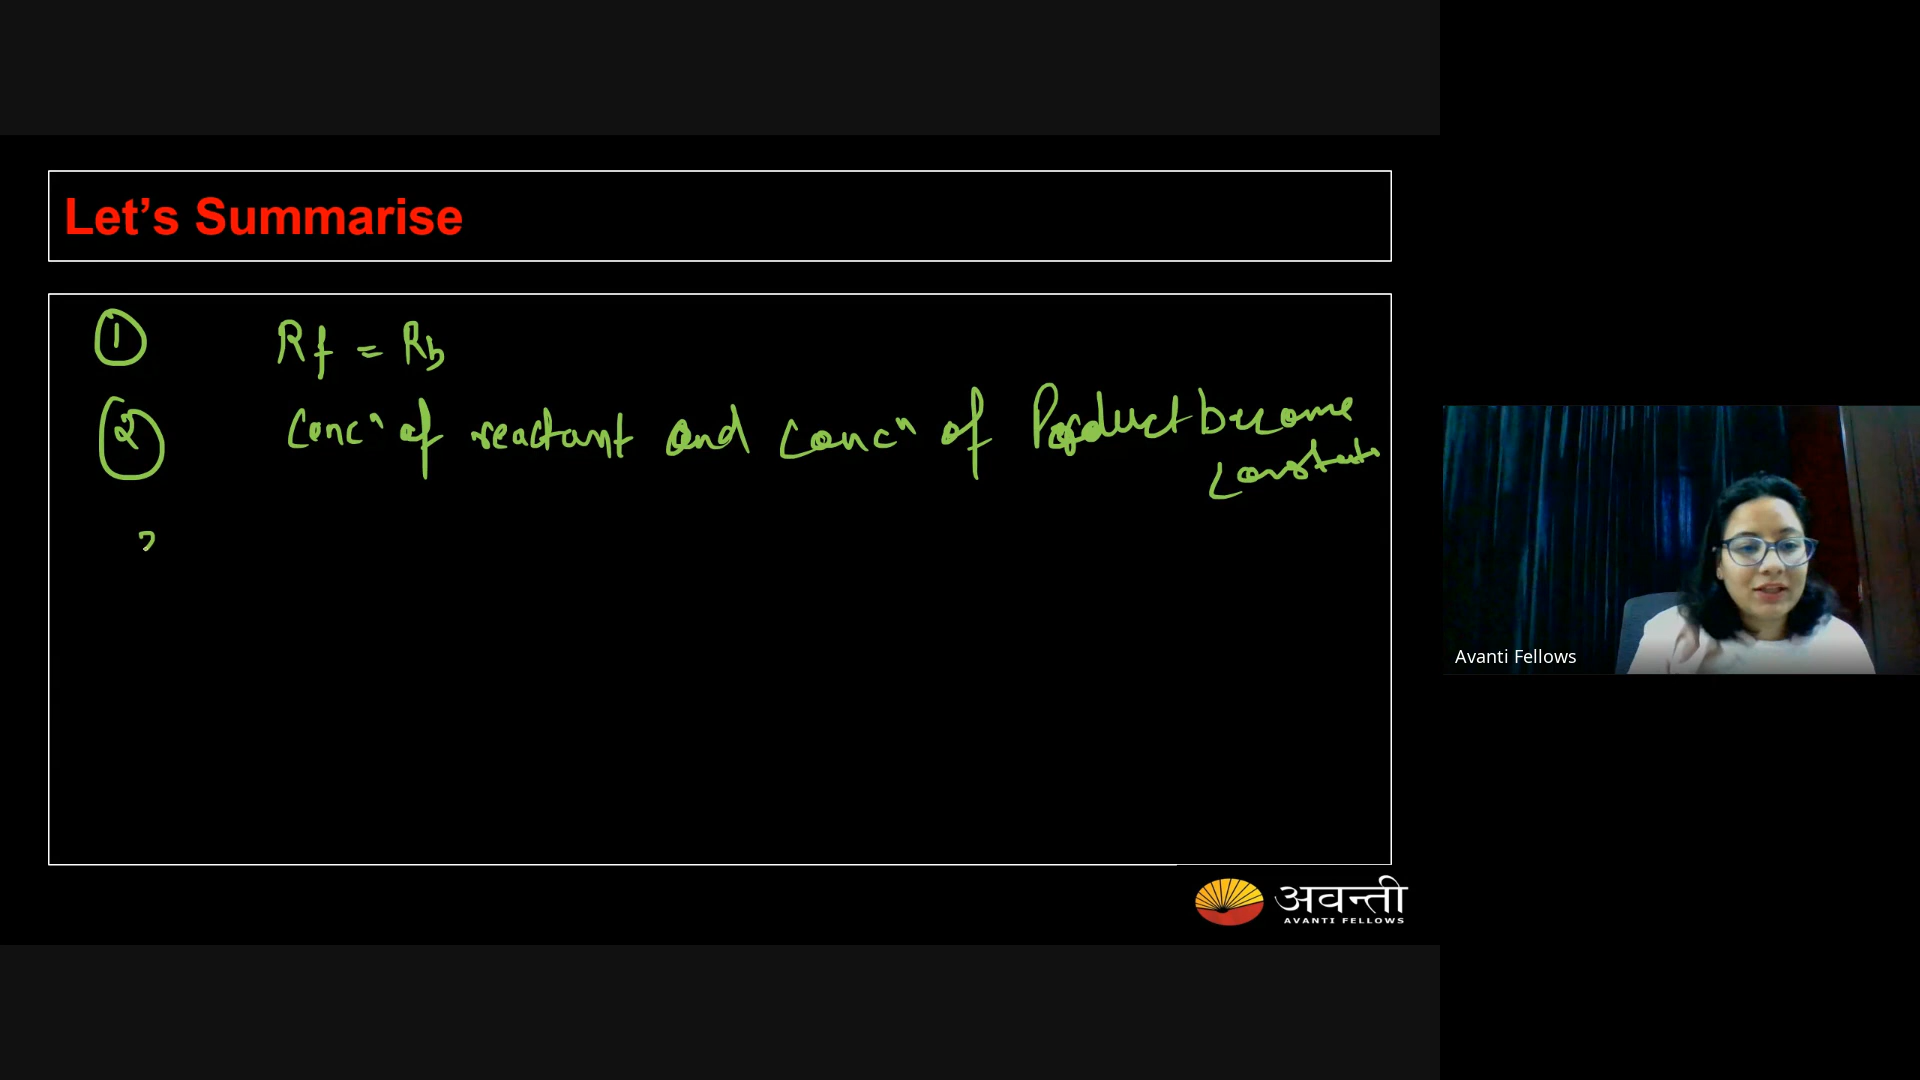 Let's Summarise
① Rf = Rb
② Concⁿ of reactant and concⁿ of Product become
constant
Avanti Fellows
अवन्ती
AVANTI FELLOWS